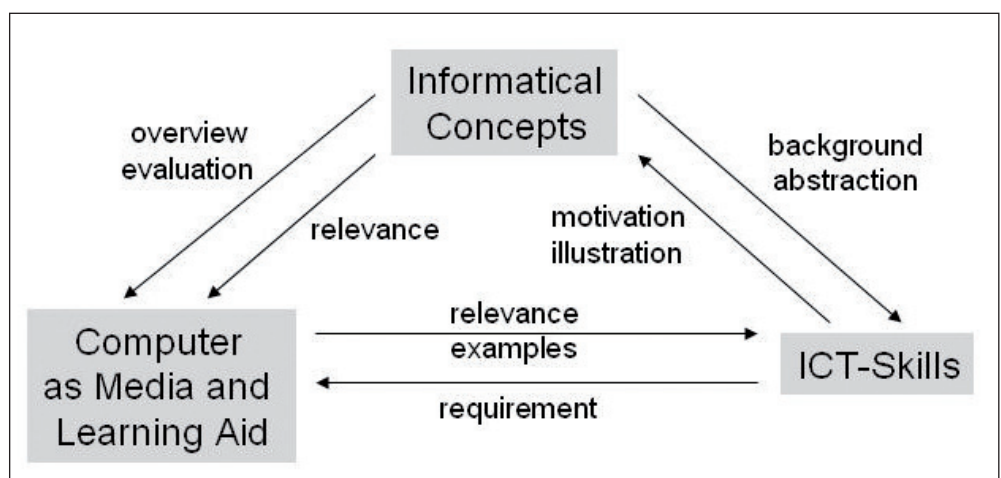 Informatical
Concepts
overview
evaluation
background
abstraction
relevance
motivation
illustration
relevance
examples
Computer
as Media and
Learning Aid
ICT-Skills
requirement